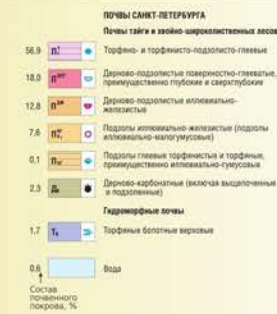 ПОЧВЫ САНКТ-ПЕТЕРБУРГА
Почвы тайги и хвойно-широколиственных лесов
56,9 Торфяно- и торфянисто-подзолисто-глеевые
18,0 Дерново-подзолистые поверхностно-глееватые,
преимущественно глубокие и сверхглубокие
12,8 Дерново-подзолистые иллювиально-
железистые
7,6 Подзолы иллювиально-железистые (подзолы
иллювиально-малогумусовые)
0,1 Подзолы глеевые торфянистые и торфяные,
преимущественно иллювиально-гумусовые
2,3 Дерново-карбонатные (включая выщелоченные
и оподзоленные)
Гидроморфные почвы
1,7 Торфяные болотные верховые
0,6 Вода
Состав
почвенного
покрова, %